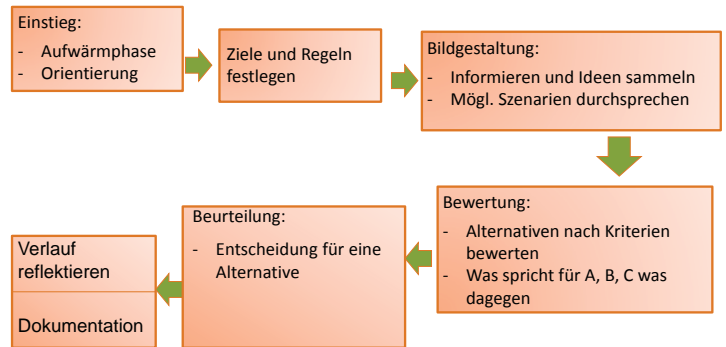 Einstieg:
- Aufwärmphase
- Orientierung
Ziele und Regeln
festlegen
Bildgestaltung:
- Informieren und Ideen sammeln
- Mögl. Szenarien durchsprechen
Bewertung:
- Alternativen nach Kriterien
bewerten
- Was spricht für A, B, C was
dagegen
Beurteilung:
- Entscheidung für eine
Alternative
Verlauf
reflektieren
Dokumentation